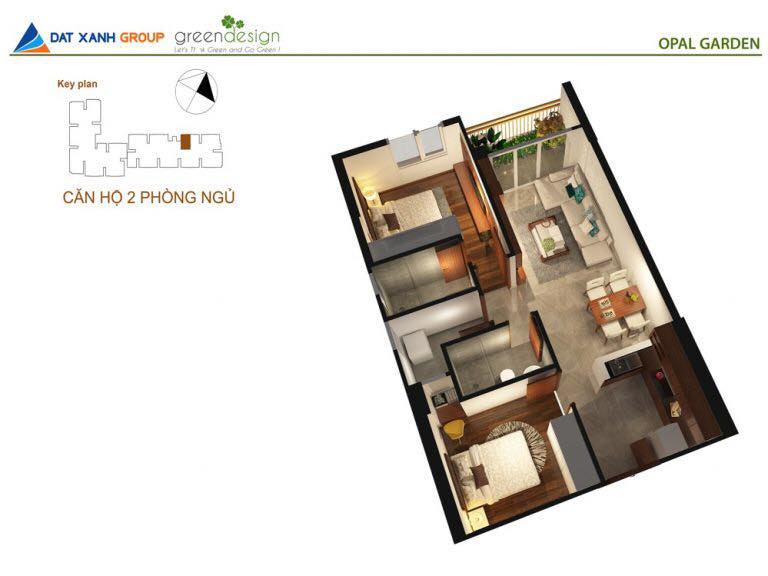 DAT XANH GROUP
greendesign
Let's Think Green and Go Green !
OPAL GARDEN
Key plan
CĂN HỘ 2 PHÒNG NGỦ